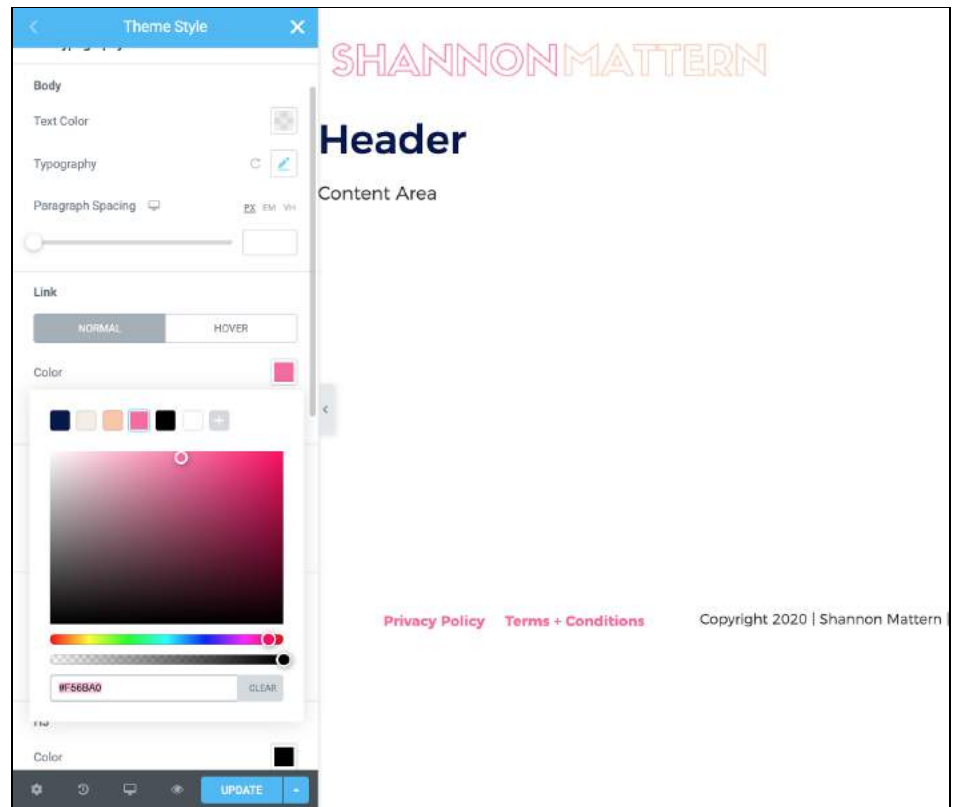 Theme Style
Body
Text Color
Typography
Paragraph Spacing
PX EM VH
Link
NORMAL
HOVER
Color
#F56BA0
CLEAR
Color
UPDATE
SHANNONMATTERN
Header
Content Area
Privacy Policy
Terms + Conditions
Copyright 2020 | Shannon Mattern |